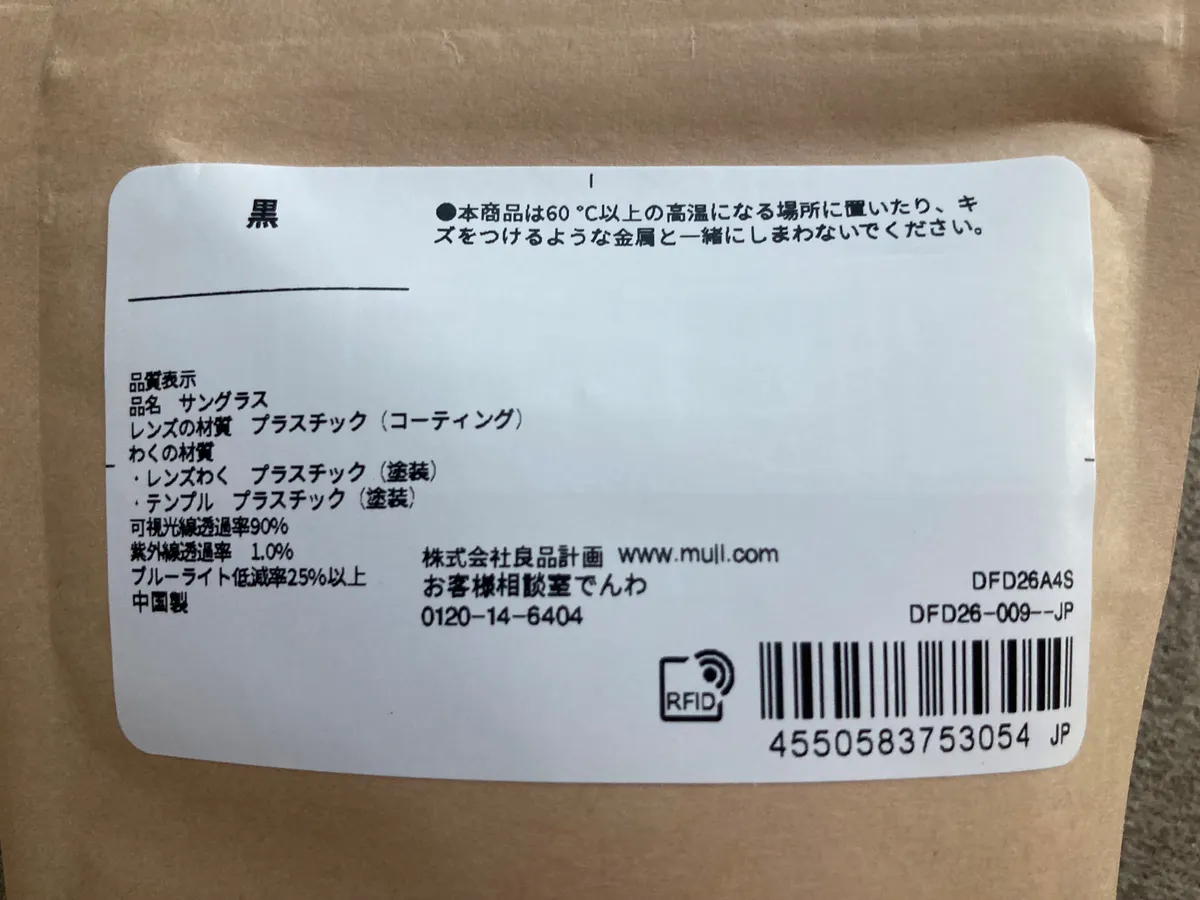 黒
●本商品は60 ℃以上の高温になる場所に置いたり、キ
ズをつけるような金属と一緒にしまわないでください。
品質表示
品名　サングラス
レンズの材質　プラスチック（コーティング）
わくの材質
・レンズわく　プラスチック（塗装）
・テンプル　プラスチック（塗装）
可視光線透過率90%
紫外線透過率　1.0%
ブルーライト低減率25%以上
中国製
株式会社良品計画　www.muji.com
お客様相談室でんわ
0120-14-6404
DFD26A4S
DFD26-009--JP
RFID
4550583753054 JP